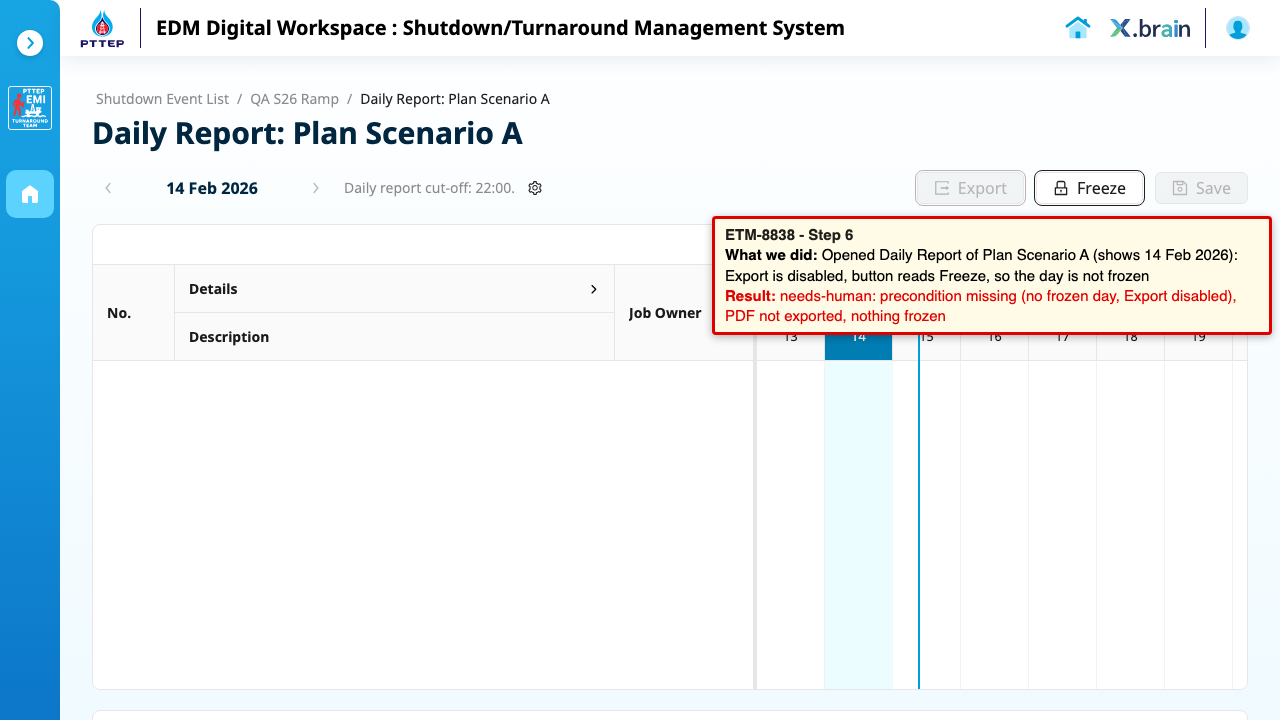 PTTEP
EDM Digital Workspace : Shutdown/Turnaround Management System
X.brain
PTTEP
EMI
TURNAROUND
TEAM
Shutdown Event List / QA S26 Ramp / Daily Report: Plan Scenario A
Daily Report: Plan Scenario A
14 Feb 2026
Daily report cut-off: 22:00.
Export
Freeze
Save
ETM-8838 - Step 6
What we did: Opened Daily Report of Plan Scenario A (shows 14 Feb 2026):
Export is disabled, button reads Freeze, so the day is not frozen
Result: needs-human: precondition missing (no frozen day, Export disabled),
PDF not exported, nothing frozen
No.
Details
Description
Job Owner
13 14 15 16 17 18 19